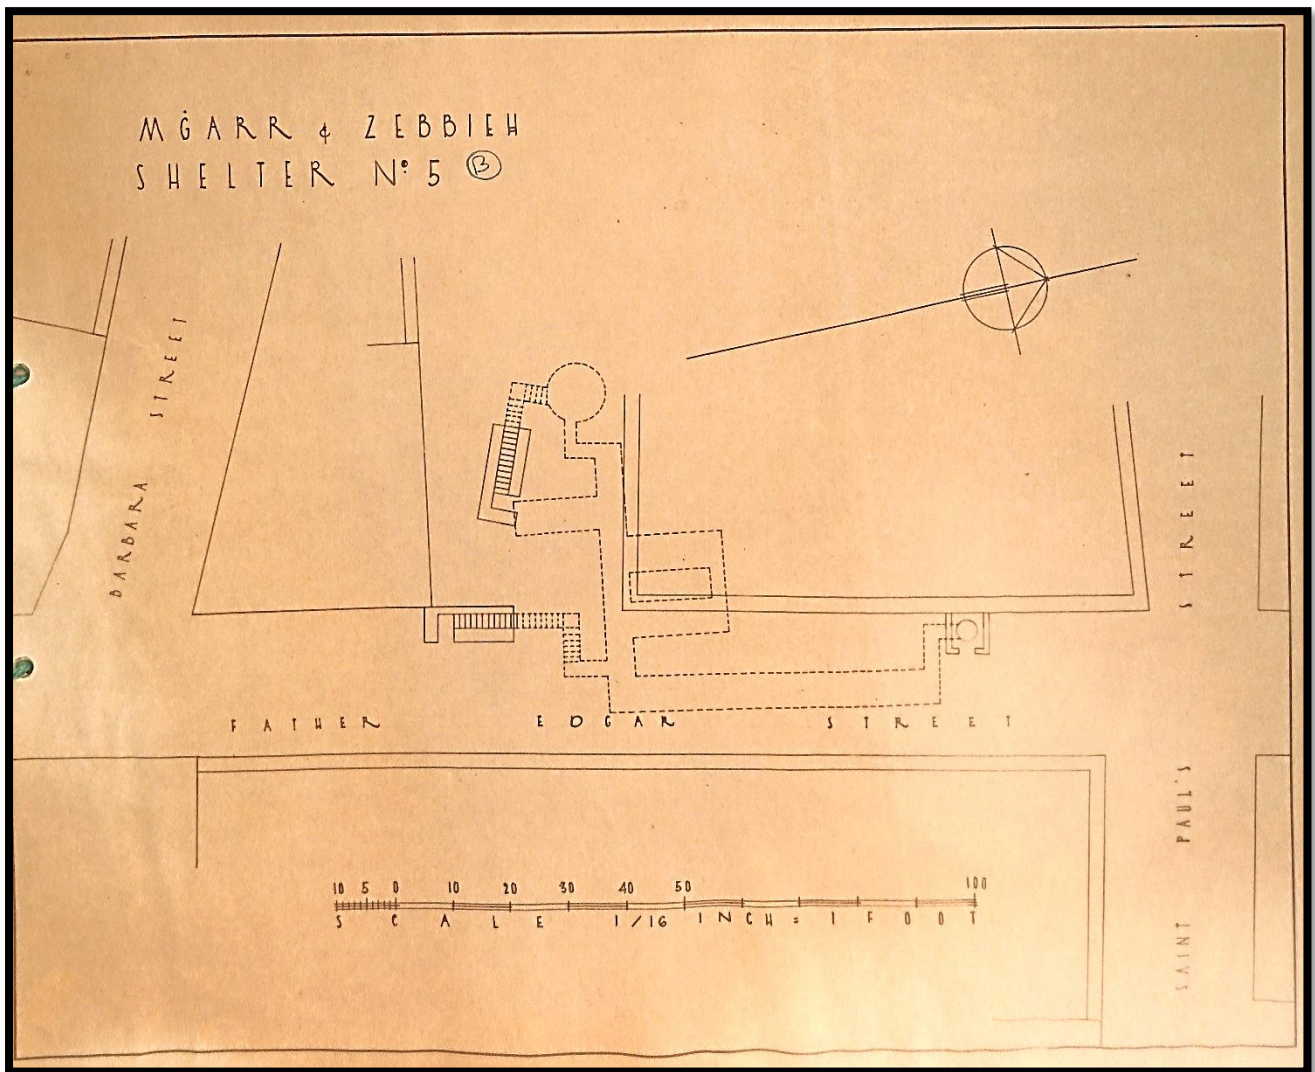 MĠARR & ZEBBIEH
SHELTER Nº 5 B
BARBARA STREET
FATHER EDGAR STREET
SAINT PAUL'S STREET
10 5 0 10 20 30 40 50 100
SCALE 1/16 INCH = 1 FOOT